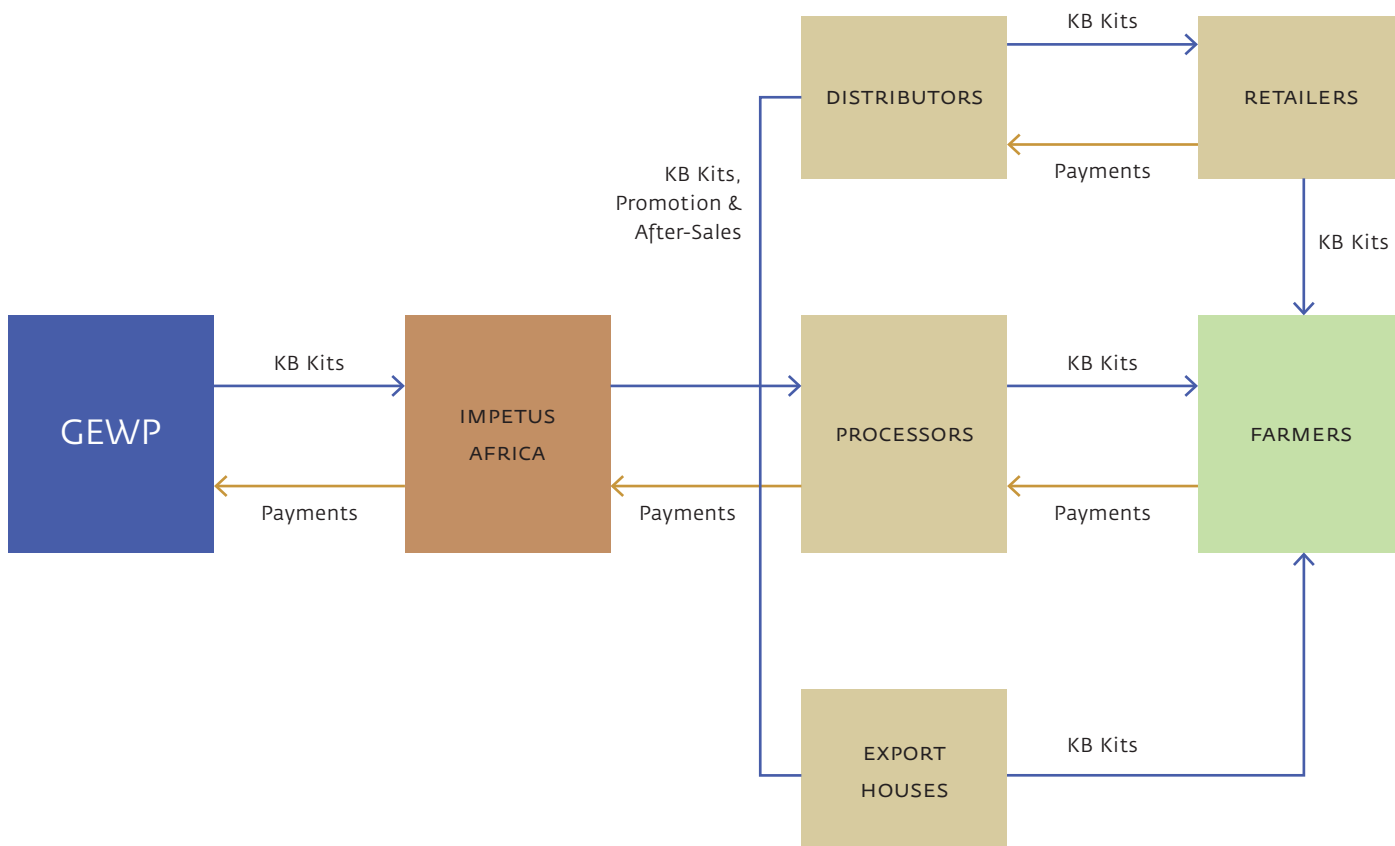 KB Kits
DISTRIBUTORS
RETAILERS
Payments
KB Kits,
Promotion &
After-Sales
KB Kits
KB Kits
KB Kits
GEWP
IMPETUS
AFRICA
PROCESSORS
FARMERS
Payments
Payments
Payments
EXPORT
HOUSES
KB Kits